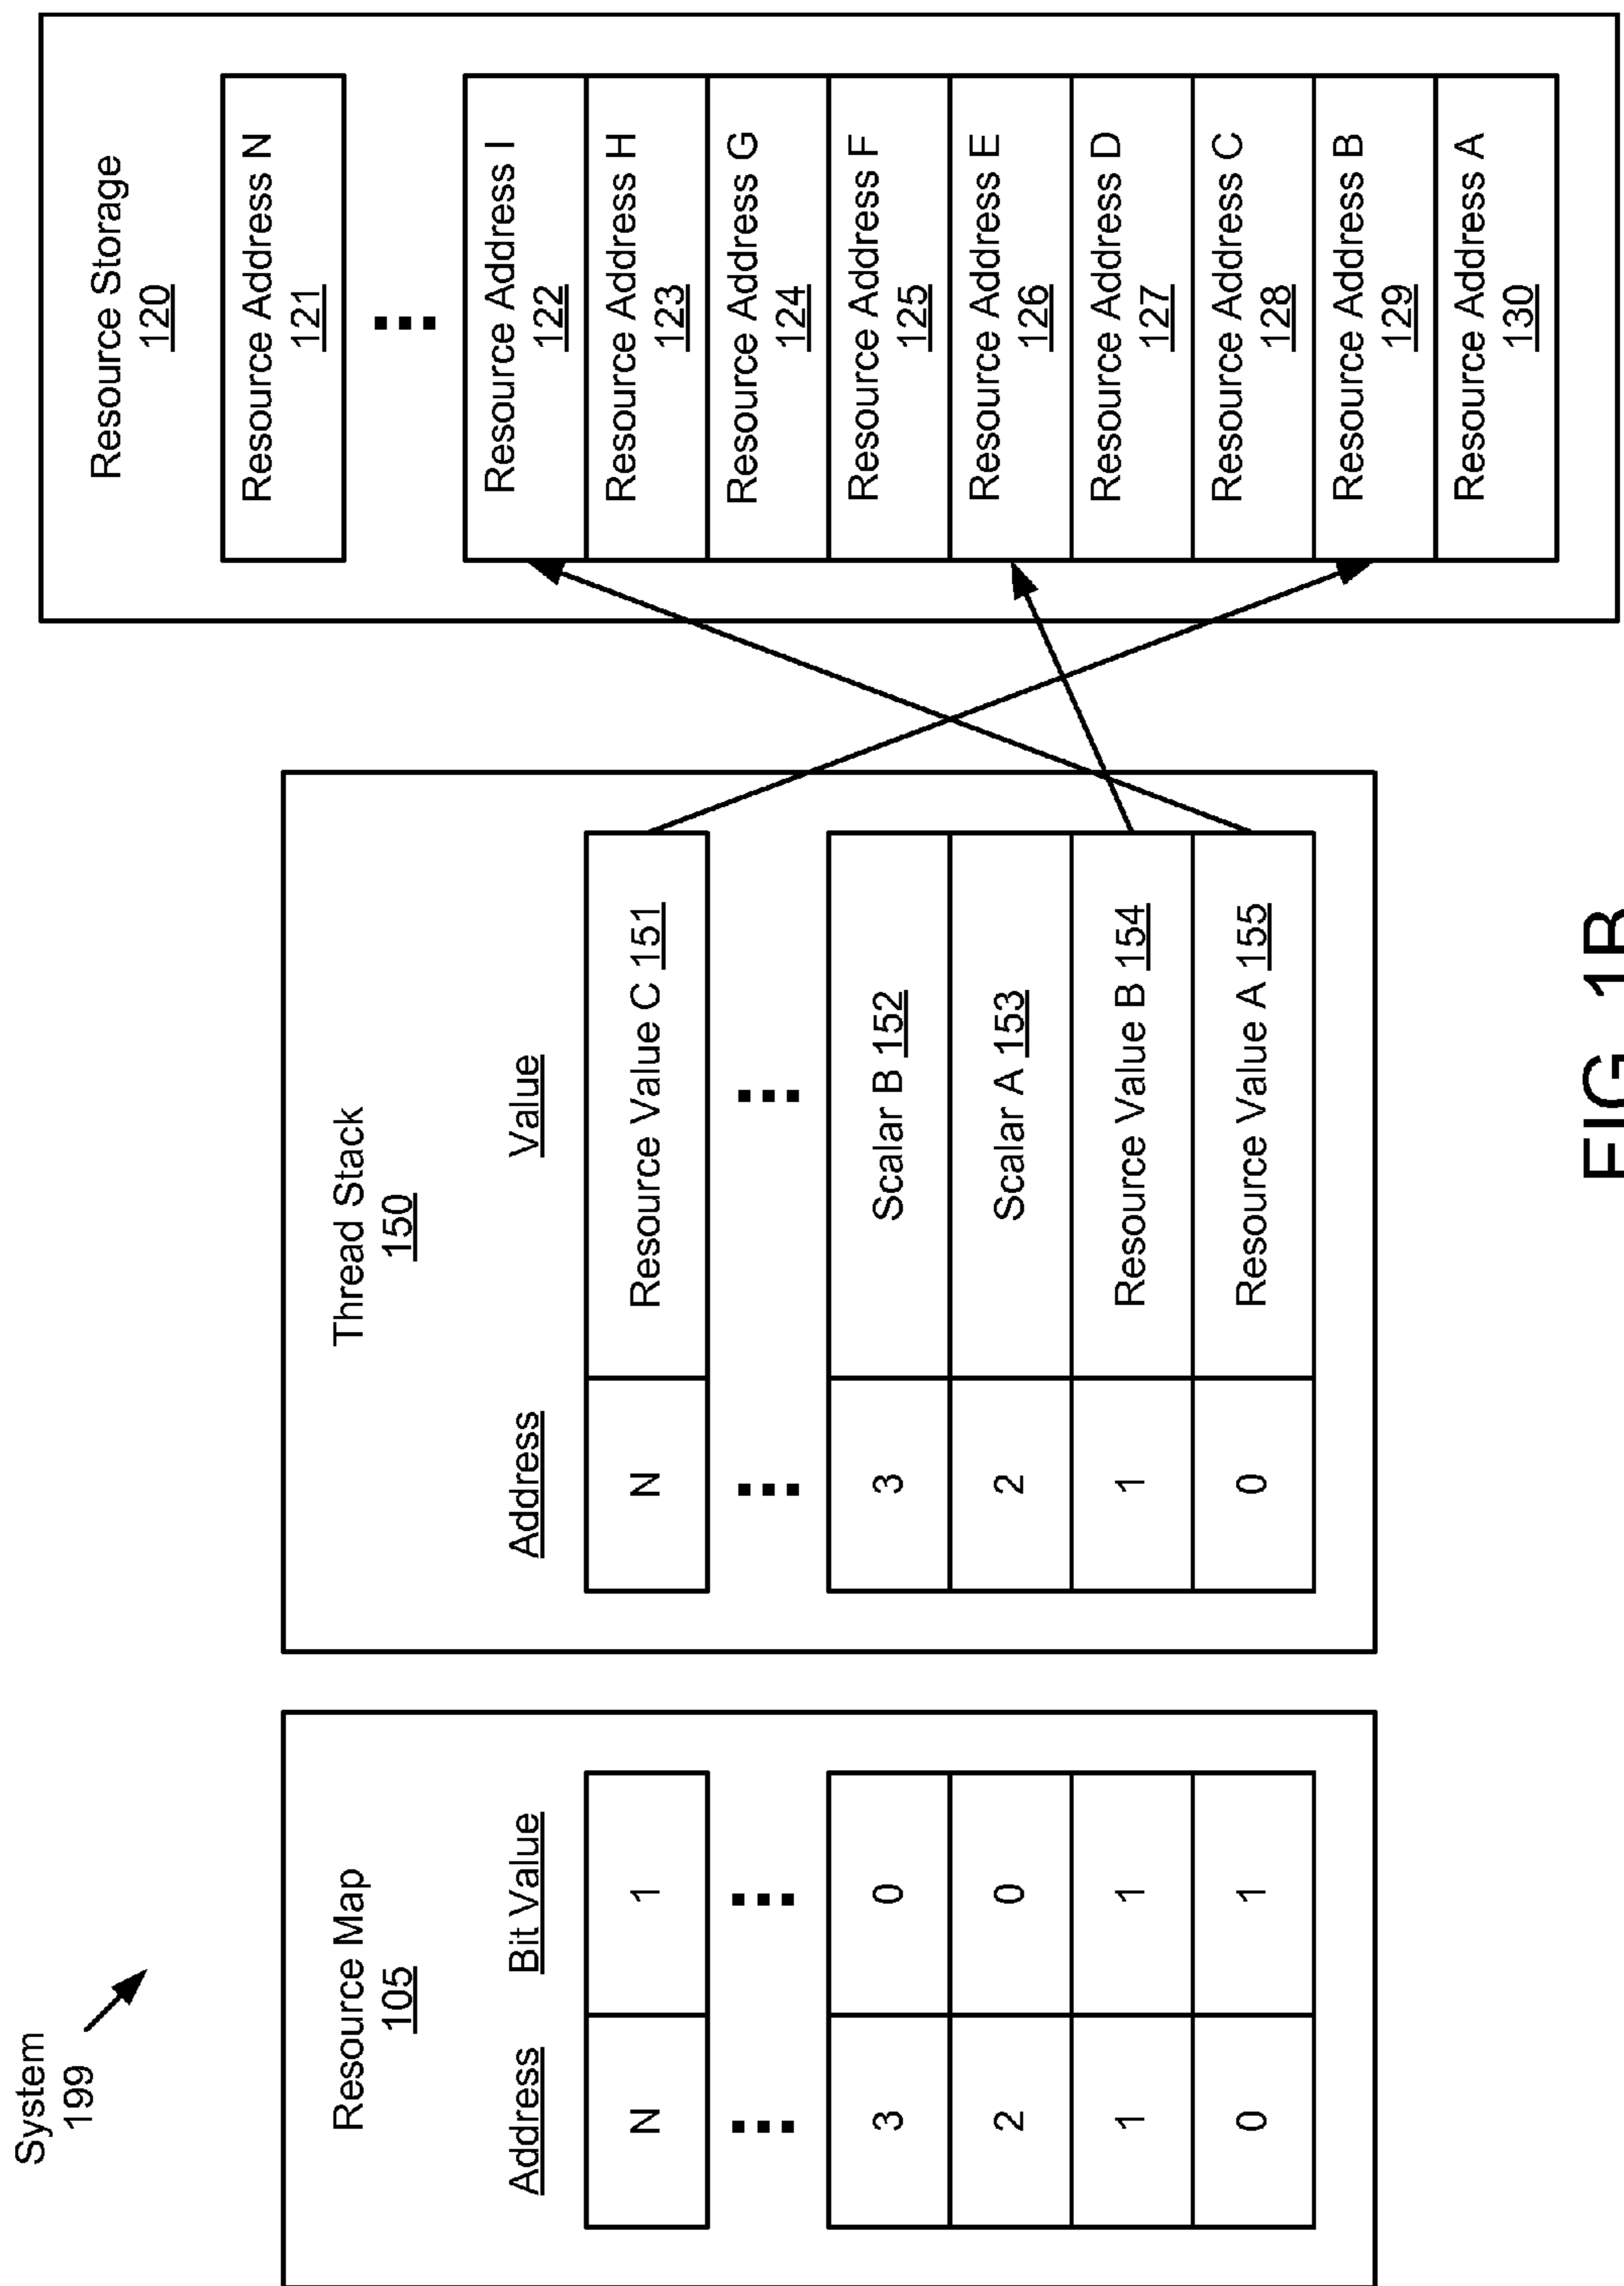 System
199
Resource Map
105
Address
Bit Value
N
1
3
0
2
0
1
1
0
1
Thread Stack
150
Address
Value
N
Resource Value C 151
3
Scalar B 152
2
Scalar A 153
1
Resource Value B 154
0
Resource Value A 155
Resource Storage
120
Resource Address N
121
Resource Address I
122
Resource Address H
123
Resource Address G
124
Resource Address F
125
Resource Address E
126
Resource Address D
127
Resource Address C
128
Resource Address B
129
Resource Address A
130
FIG. 1B